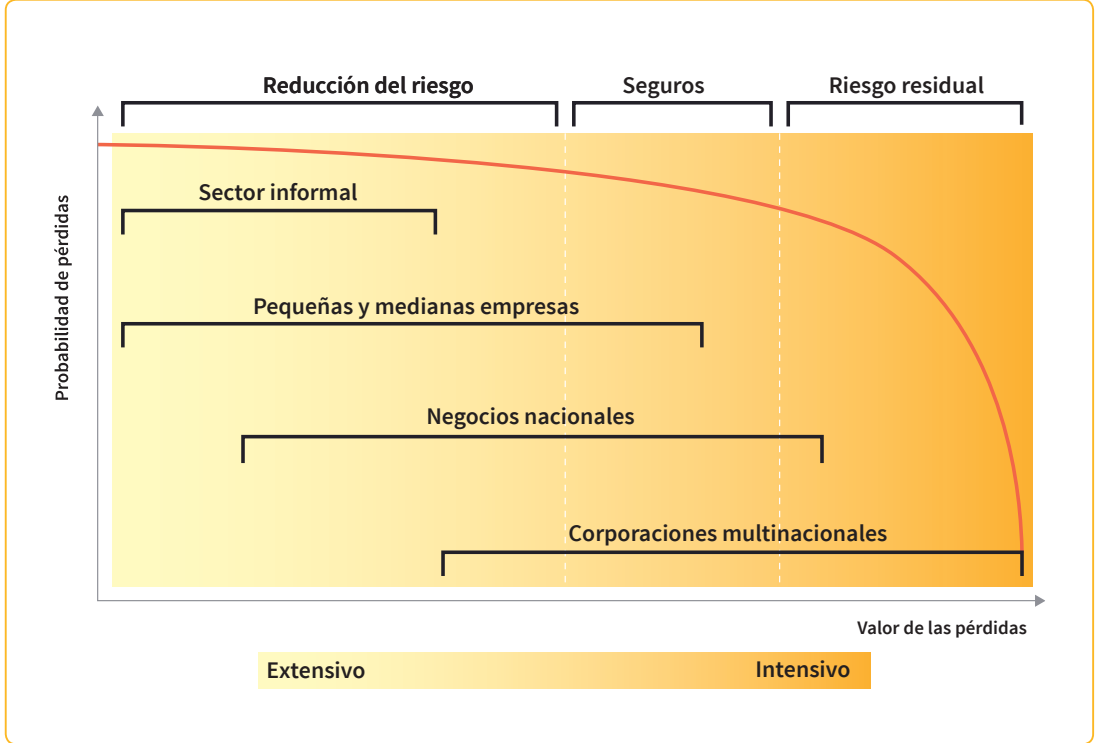 Reducción del riesgo
Seguros
Riesgo residual
Probabilidad de pérdidas
Sector informal
Pequeñas y medianas empresas
Negocios nacionales
Corporaciones multinacionales
Valor de las pérdidas
Extensivo
Intensivo